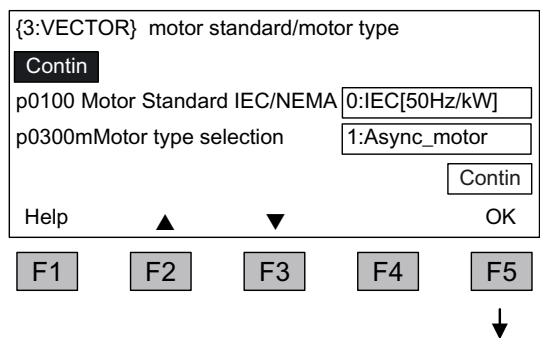 {3:VECTOR} motor standard/motor type
Contin
p0100 Motor Standard IEC/NEMA 0:IEC[50Hz/kW]
p0300mMotor type selection 1:Async_motor
Contin
Help ▲ ▼ OK
F1 F2 F3 F4 F5